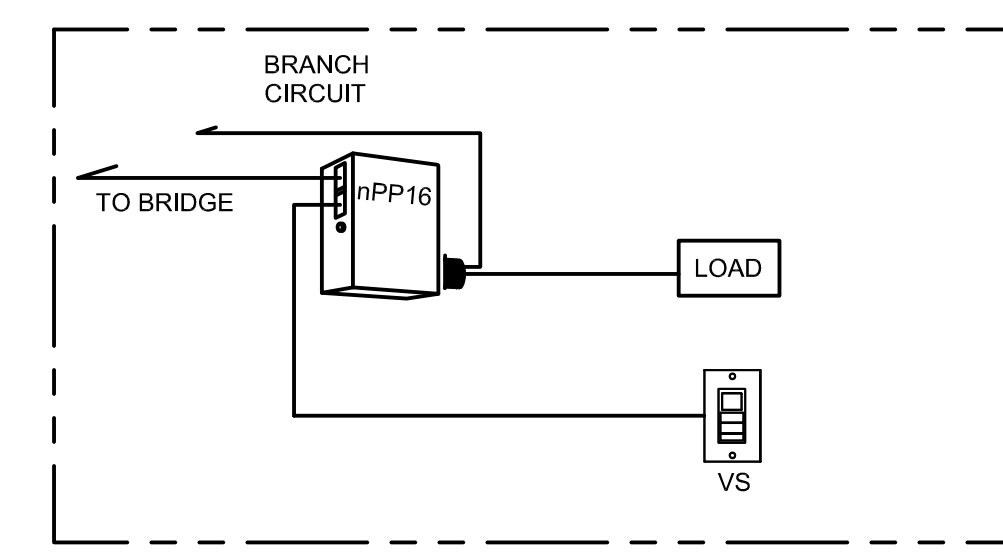 BRANCH
CIRCUIT
TO BRIDGE
nPP16
LOAD
VS